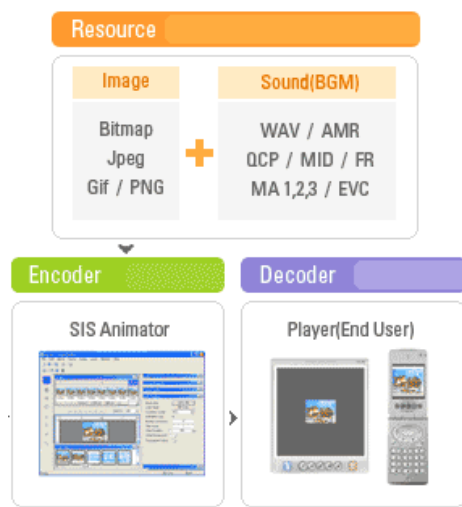 Resource
Image
Bitmap
Jpeg
Gif / PNG
Sound(BGM)
WAV / AMR
QCP / MID / FR
MA 1,2,3 / EVC
Encoder
SIS Animator
Decoder
Player(End User)